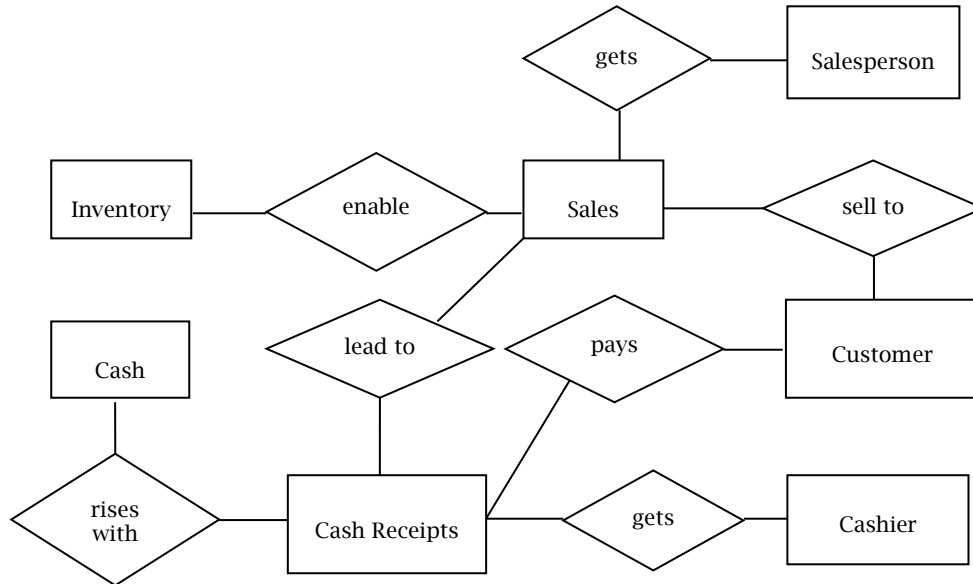 gets
Salesperson
Inventory
enable
Sales
sell to
Cash
lead to
pays
Customer
rises
with
Cash Receipts
gets
Cashier